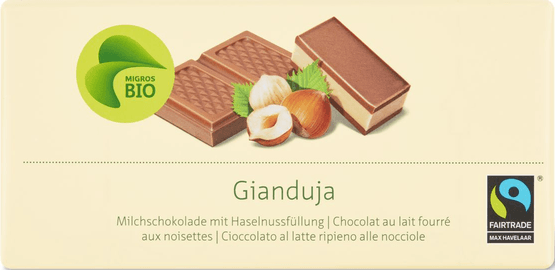 MIGROS
BIO
Gianduja
Milchschokolade mit Haselnussfüllung | Chocolat au lait fourré
aux noisettes | Cioccolato al latte ripieno alle nocciole
®
FAIRTRADE
MAX HAVELAAR